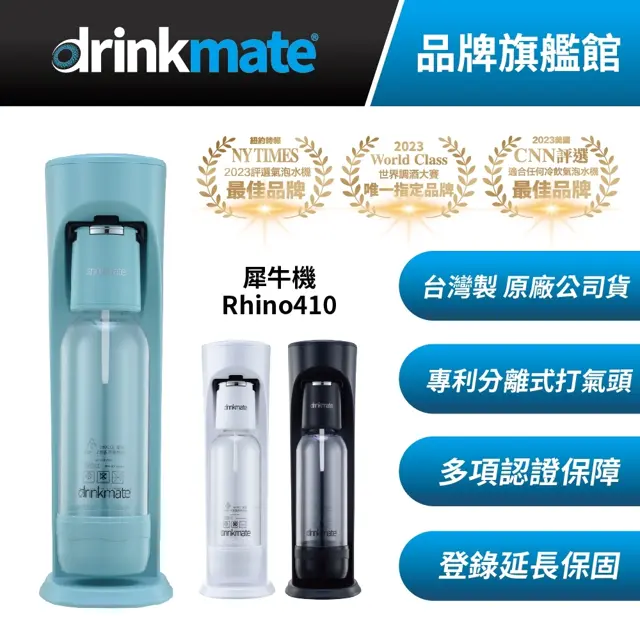 drinkmate®
品牌旗艦館
紐約時報
NY TIMES
2023評選氣泡水機
最佳品牌
2023
World Class
世界調酒大賽
唯一指定品牌
2023美國
CNN評選
適合任何冷飲氣泡水機
最佳品牌
犀牛機
Rhino410
台灣製 原廠公司貨
專利分離式打氣頭
多項認證保障
登錄延長保固
drinkmate
drinkmate
drinkmate
drinkmate
drinkmate
drinkmate